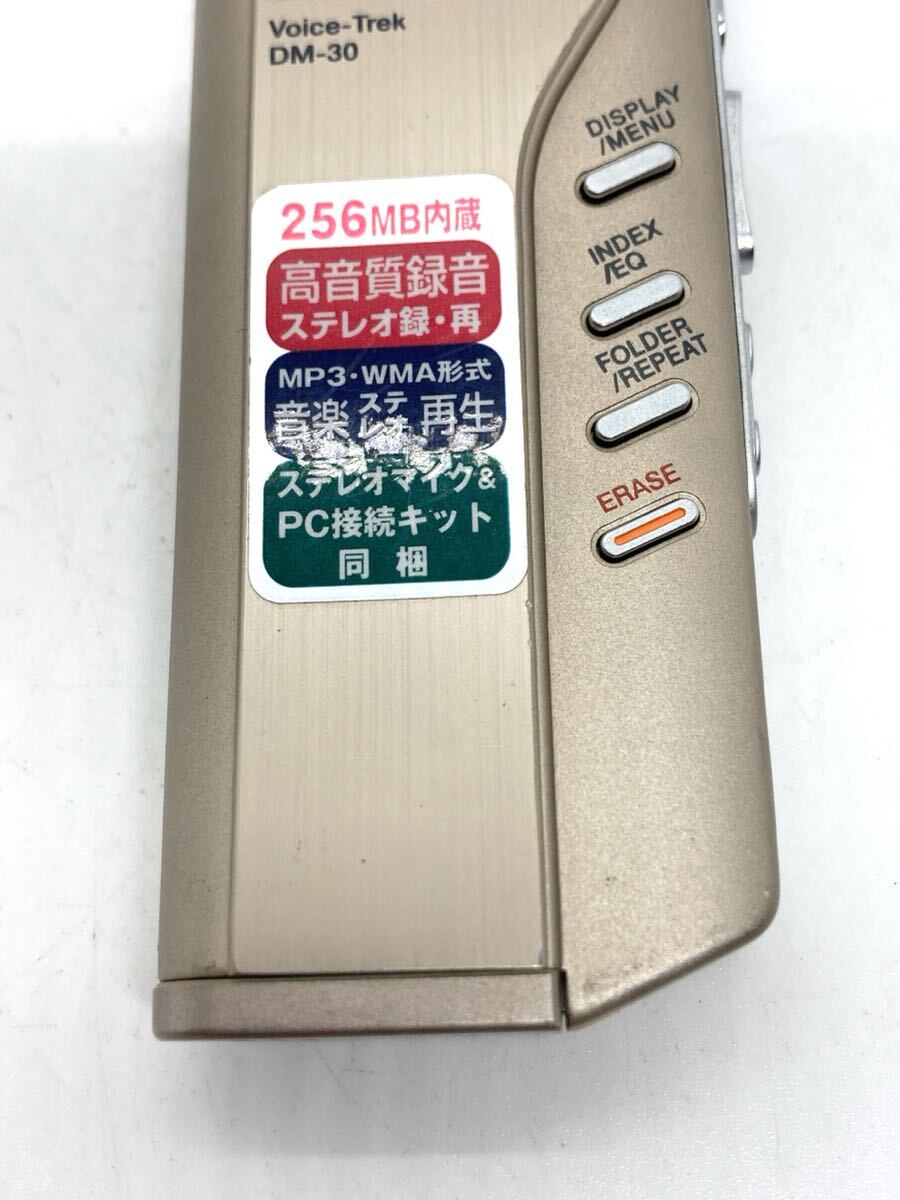 Voice-Trek
DM-30
DISPLAY
/MENU
INDEX
/EQ
FOLDER
/REPEAT
ERASE
256MB内蔵
高音質録音
ステレオ録・再
MP3・WMA形式
音楽 ステレオ 再生
ステレオマイク&
PC接続キット
同梱